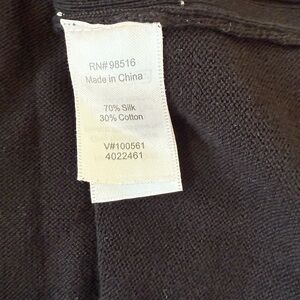 RN# 98516
Made in China
70% Silk
30% Cotton
V#100561
4022461